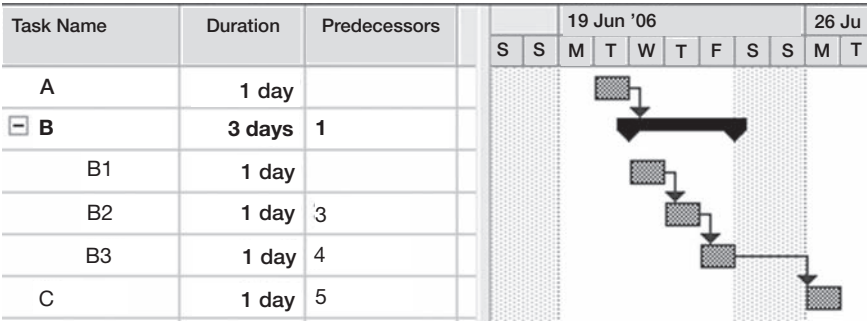 Task Name Duration Predecessors 19 Jun '06 26 Ju
S S M T W T F S S M T
A 1 day
B 3 days 1
B1 1 day
B2 1 day 3
B3 1 day 4
C 1 day 5